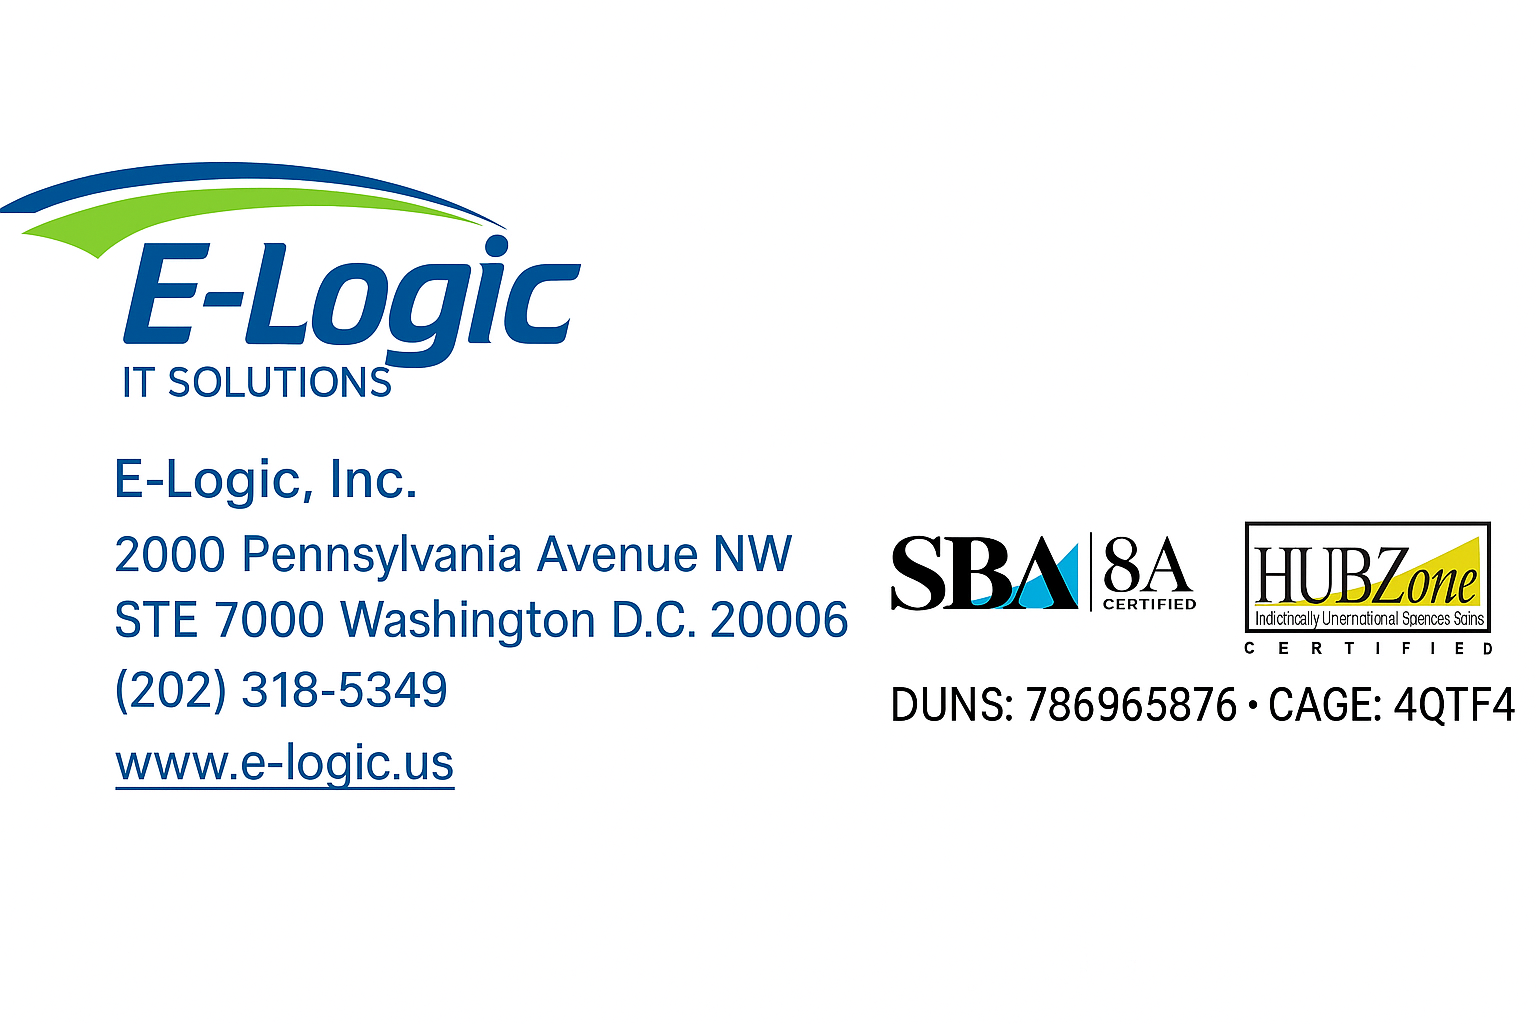 E-Logic
IT SOLUTIONS
E-Logic, Inc.
2000 Pennsylvania Avenue NW
STE 7000 Washington D.C. 20006
(202) 318-5349
www.e-logic.us
SBA 8A
CERTIFIED
HUBZone
Indictically Unernational Spences Sains
CERTIFIED
DUNS: 786965876 • CAGE: 4QTF4